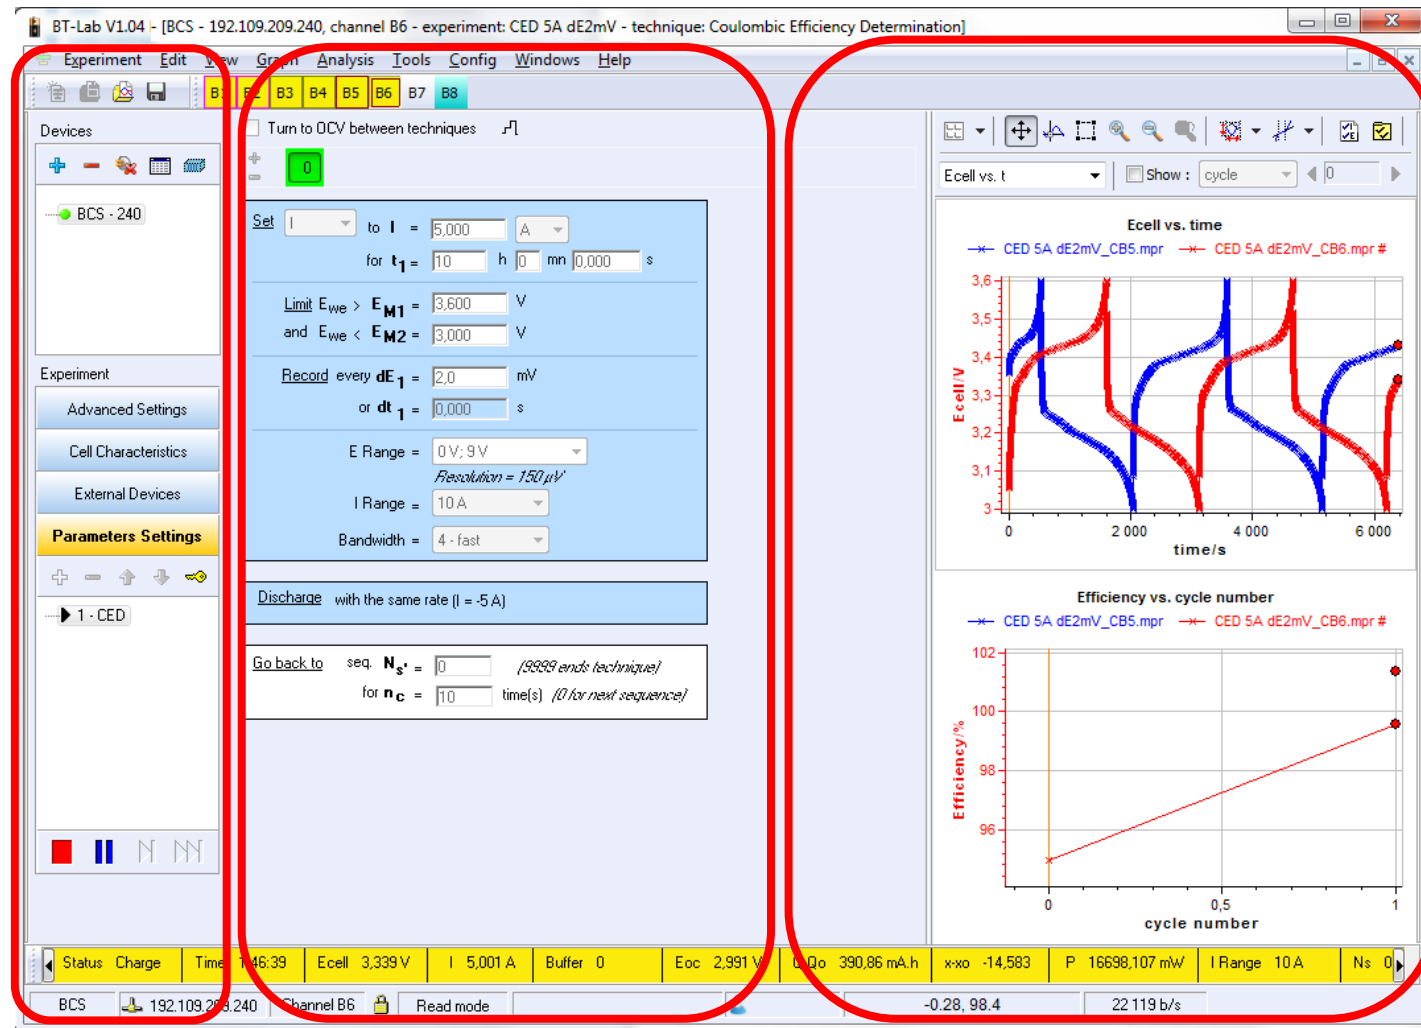 BT-Lab V1.04 - [BCS - 192.109.209.240, channel B6 - experiment: CED 5A dE2mV - technique: Coulombic Efficiency Determination]
Experiment Edit View Graph Analysis Tools Config Windows Help
B1 B2 B3 B4 B5 B6 B7 B8
Devices
BCS - 240
Experiment
Advanced Settings
Cell Characteristics
External Devices
Parameters Settings
1 - CED
Turn to OCV between techniques
0
Set I to I = 5,000 A
for t1 = 10 h 0 mn 0,000 s
Limit Ewe > EM1 = 3,600 V
and Ewe < EM2 = 3,000 V
Record every dE1 = 2,0 mV
or dt1 = 0,000 s
E Range = 0 V; 9 V
Resolution = 150 µV
I Range = 10 A
Bandwidth = 4 - fast
Discharge with the same rate (I = -5 A)
Go back to seq. Ns' = 0 (9999 ends technique)
for nc = 10 time(s) (0 for next sequence)
Ecell vs. t Show : cycle 0
Ecell vs. time
CED 5A dE2mV_CB5.mpr CED 5A dE2mV_CB6.mpr #
Ecell/V
3,6
3,5
3,4
3,3
3,2
3,1
3
0 2 000 4 000 6 000
time/s
Efficiency vs. cycle number
CED 5A dE2mV_CB5.mpr CED 5A dE2mV_CB6.mpr #
Efficiency/%
102
100
98
96
0 0,5 1
cycle number
Status Charge Time 1:46:39 Ecell 3,339 V I 5,001 A Buffer 0 Eoc 2,991 V Q-Qo 390,86 mA.h x-xo -14,583 P 16698,107 mW I Range 10 A Ns 0
BCS 192.109.209.240 Channel B6 Read mode -0.28, 98.4 22 119 b/s